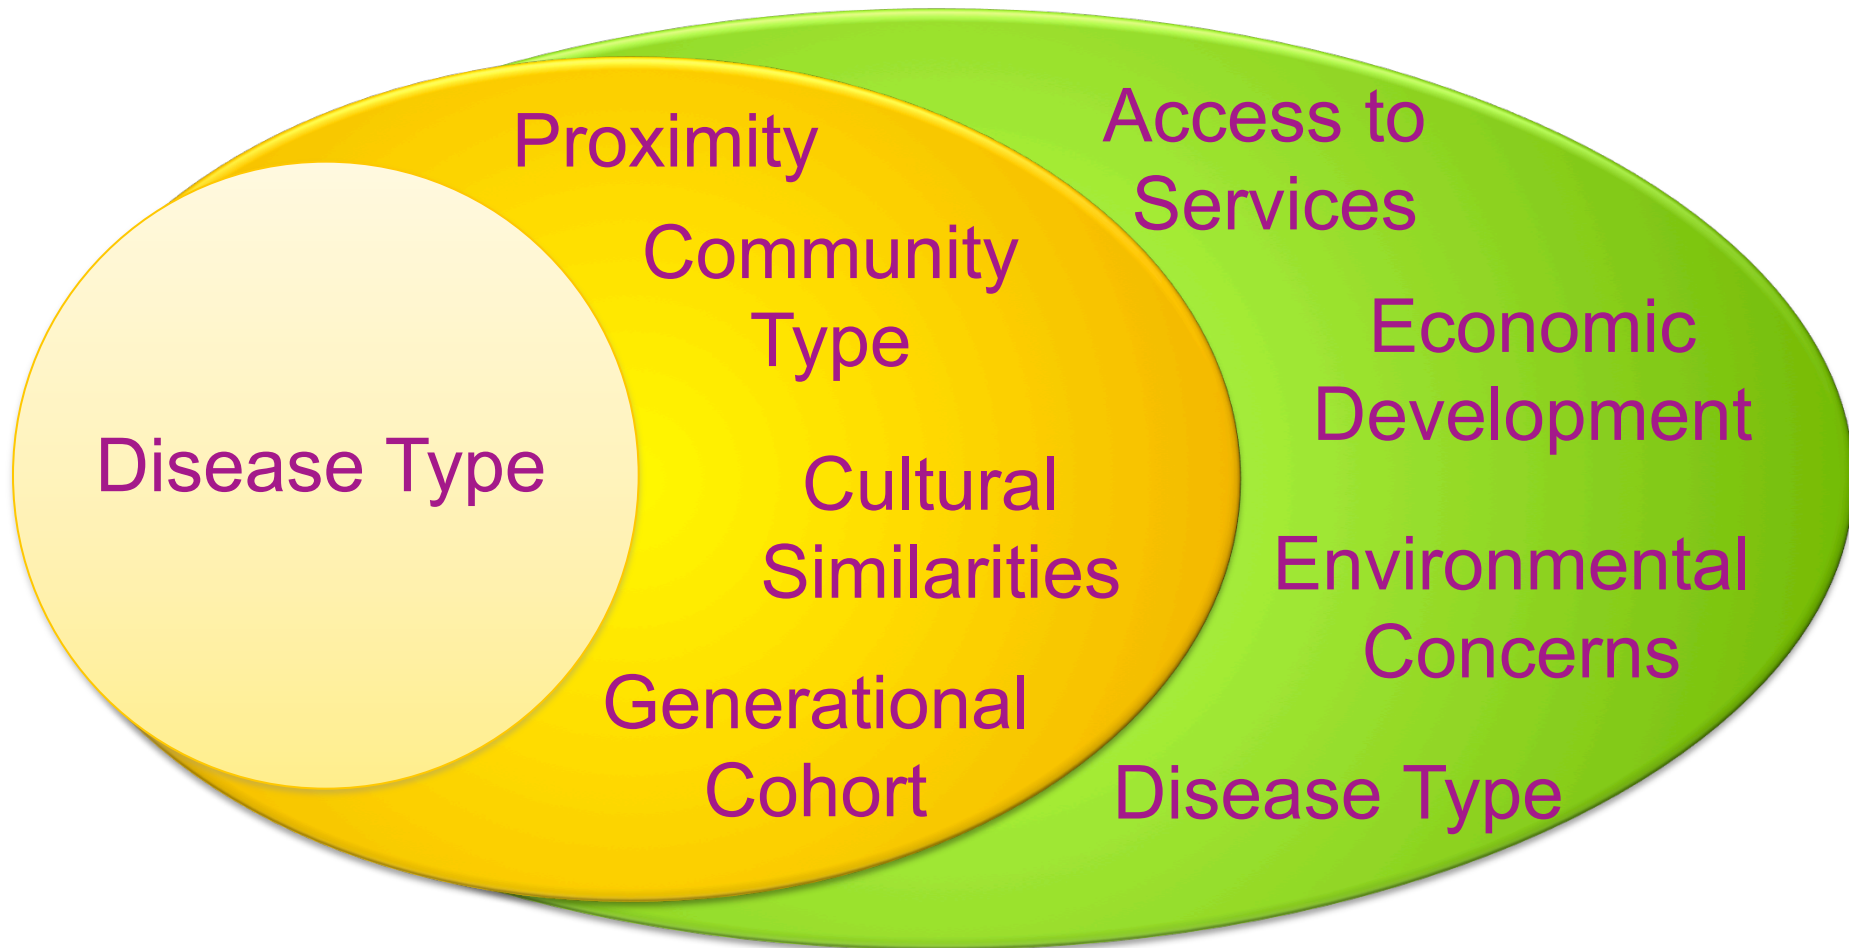 Disease Type
Proximity
Community
Type
Cultural
Similarities
Generational
Cohort
Access to
Services
Economic
Development
Environmental
Concerns
Disease Type